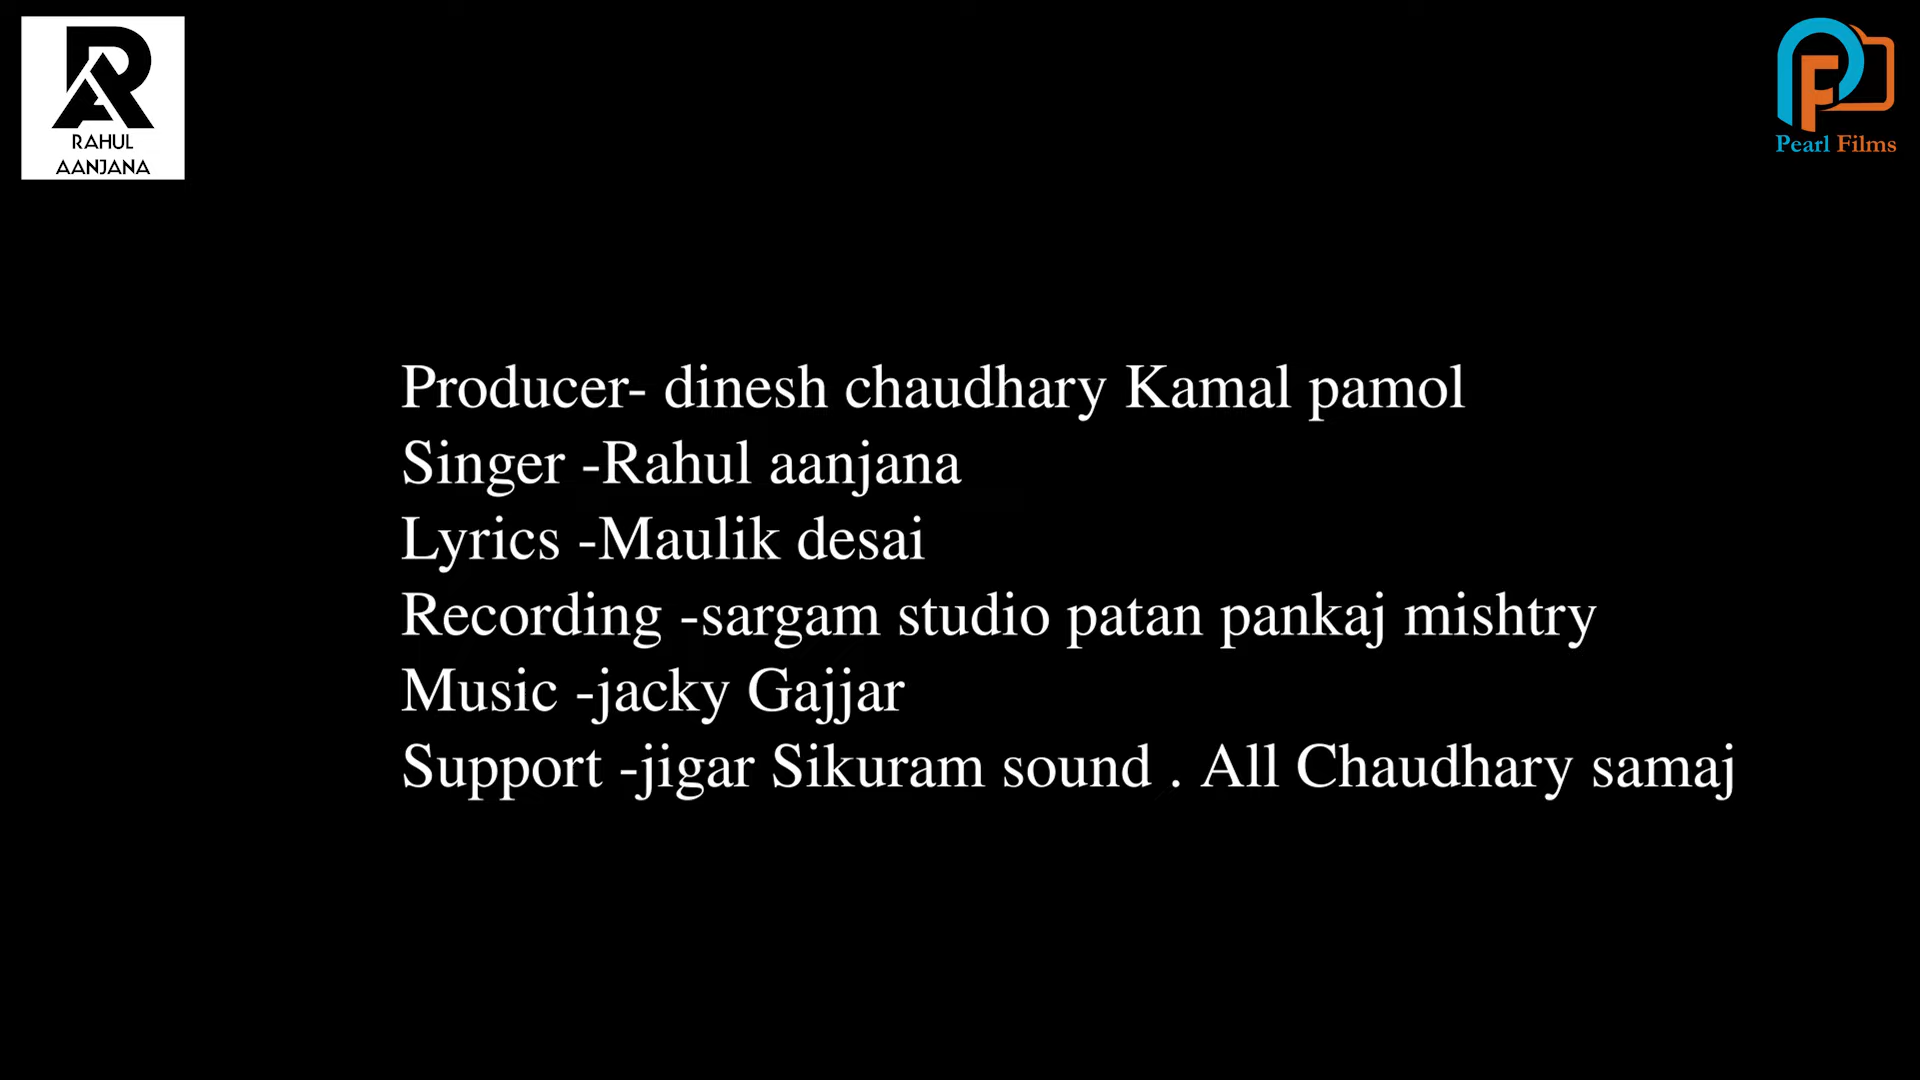 RAHUL
AANJANA
Pearl Films
Producer- dinesh chaudhary Kamal pamol
Singer -Rahul aanjana
Lyrics -Maulik desai
Recording -sargam studio patan pankaj mishtry
Music -jacky Gajjar
Support -jigar Sikuram sound . All Chaudhary samaj